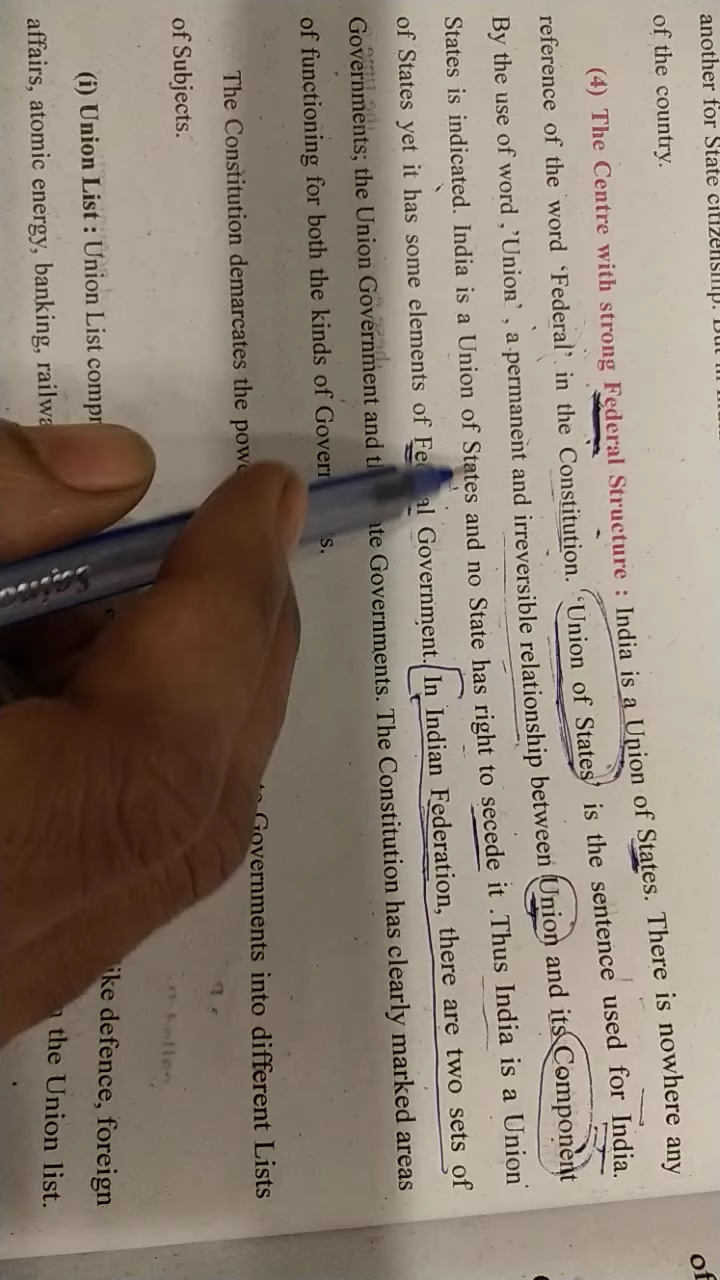 another for State citizenship. But in
of the country.
(4) The Centre with strong Federal Structure : India is a Union of States. There is nowhere any
reference of the word ‘Federal’ in the Constitution. ‘Union of States’ is the sentence used for India.
By the use of word ,’Union’ , a permanent and irreversible relationship between Union and its Component
States is indicated. India is a Union of States and no State has right to secede it .Thus India is a Union
of States yet it has some elements of Fe al Government. In Indian Federation, there are two sets of
Governments; the Union Government and t te Governments. The Constitution has clearly marked areas
of functioning for both the kinds of Gover s.
The Constitution demarcates the powe Governments into different Lists
of Subjects.
(i) Union List : Union List compr like defence, foreign
affairs, atomic energy, banking, railwa the Union list.
of